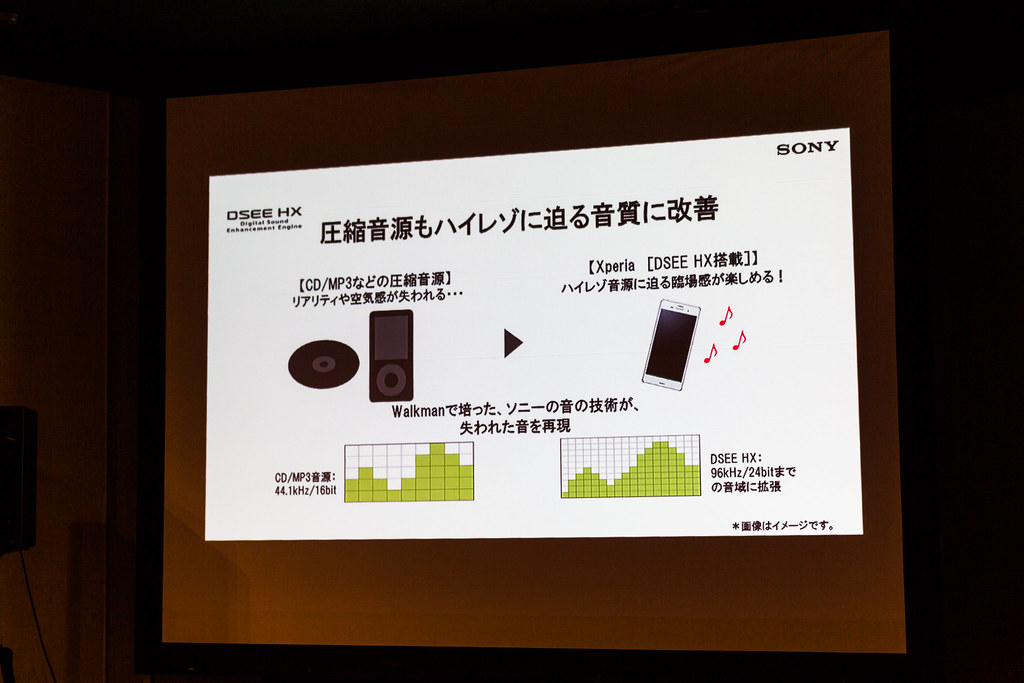 SONY
DSEE HX
Digital Sound
Enhancement Engine
圧縮音源もハイレゾに迫る音質に改善
【CD/MP3などの圧縮音源】
リアリティや空気感が失われる・・・
【Xperia [DSEE HX搭載]】
ハイレゾ音源に迫る臨場感が楽しめる！
Walkmanで培った、ソニーの音の技術が、
失われた音を再現
CD/MP3音源：
44.1kHz/16bit
DSEE HX：
96kHz/24bitまで
の音域に拡張
＊画像はイメージです。